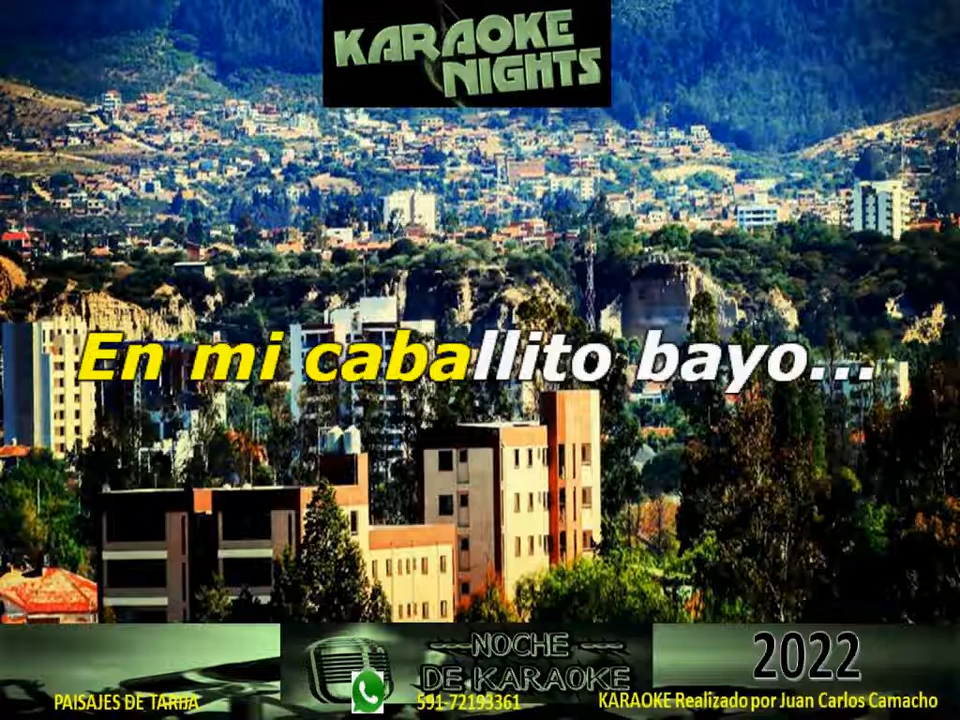 KARAOKE
NIGHTS
En mi caballito bayo...
NOCHE
DE KARAOKE
2022
PAISAJES DE TARIJA
591-72193361
KARAOKE Realizado por Juan Carlos Camacho